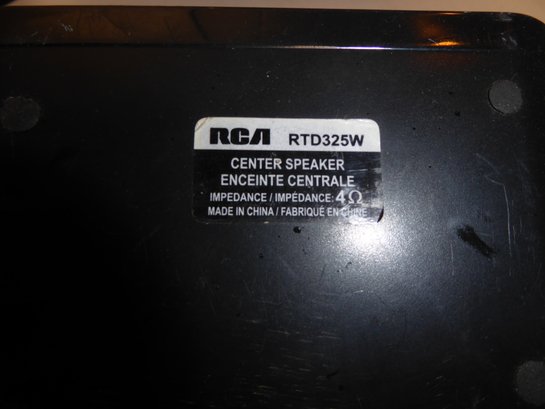 RCA RTD325W
CENTER SPEAKER
ENCEINTE CENTRALE
IMPEDANCE / IMPÉDANCE: 4Ω
MADE IN CHINA / FABRIQUÉ EN CHINE